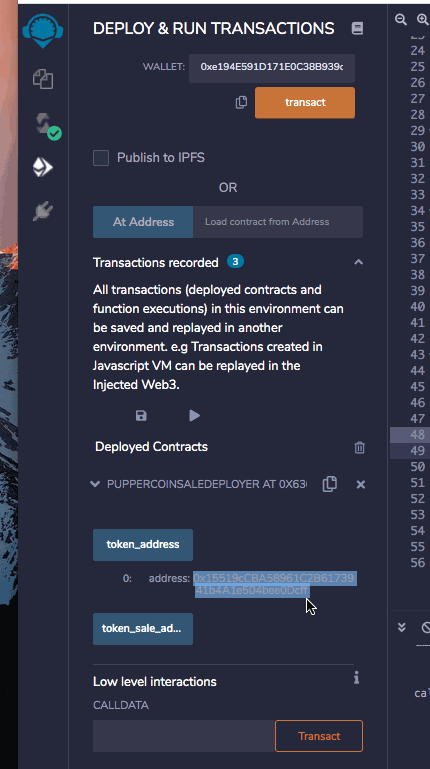 DEPLOY & RUN TRANSACTIONS
WALLET: 0xe194E591D171E0C38B939c
transact
Publish to IPFS
OR
At Address Load contract from Address
Transactions recorded 3
All transactions (deployed contracts and
function executions) in this environment can
be saved and replayed in another
environment. e.g Transactions created in
Javascript VM can be replayed in the
Injected Web3.
Deployed Contracts
PUPPERCOINSALEDEPLOYER AT 0X630
token_address
0: address: 0x15519cCBA58961C2B61739
41b4A1e504bee0Dcff
token_sale_ad...
Low level interactions
i
CALLDATA
Transact
24
25
26
27
28
29
30
31
32
33
34
35
36
37
38
39
40
41
42
43
44
45
46
47
48
49
50
51
52
53
54
55
56
cal